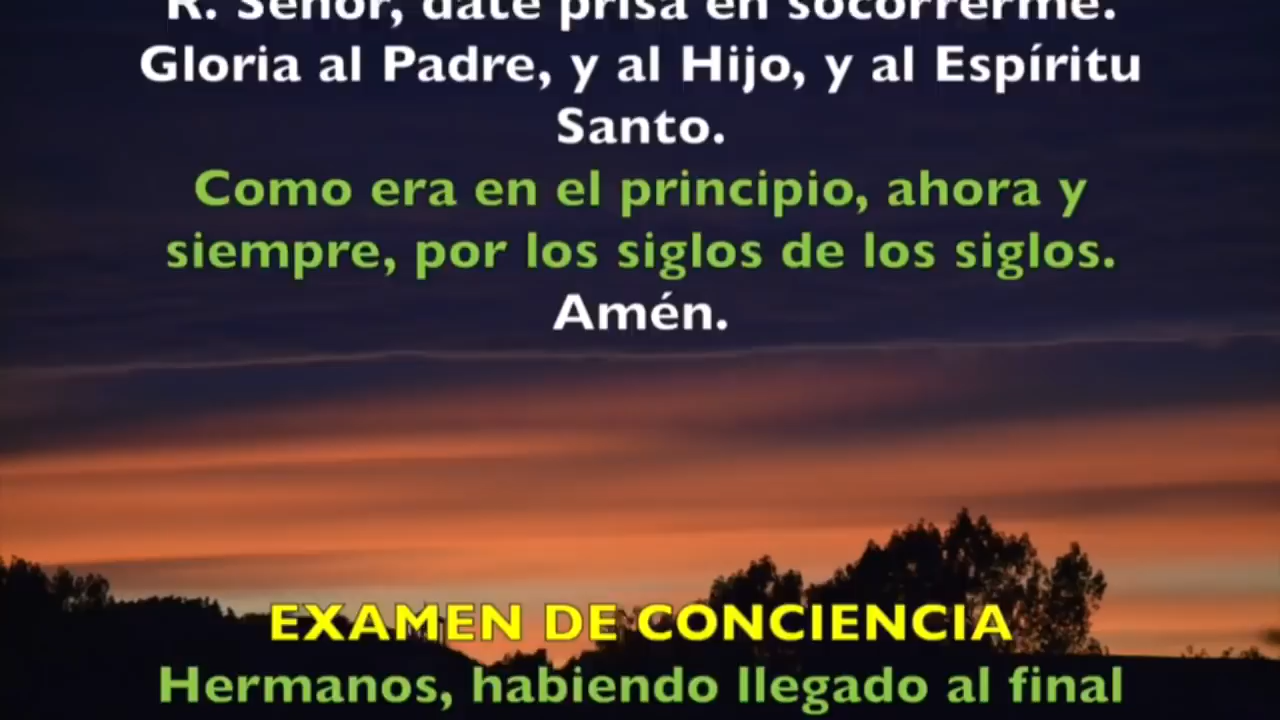 R. Señor, date prisa en socorrerme.
Gloria al Padre, y al Hijo, y al Espíritu
Santo.
Como era en el principio, ahora y
siempre, por los siglos de los siglos.
Amén.
EXAMEN DE CONCIENCIA
Hermanos, habiendo llegado al final